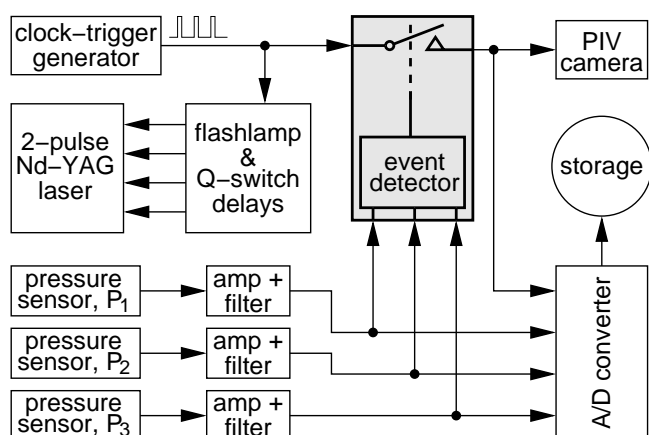 clock–trigger
generator
PIV
camera
2–pulse
Nd–YAG
laser
flashlamp
&
Q–switch
delays
event
detector
storage
pressure
sensor, P1
amp +
filter
pressure
sensor, P2
amp +
filter
pressure
sensor, P3
amp +
filter
A/D converter